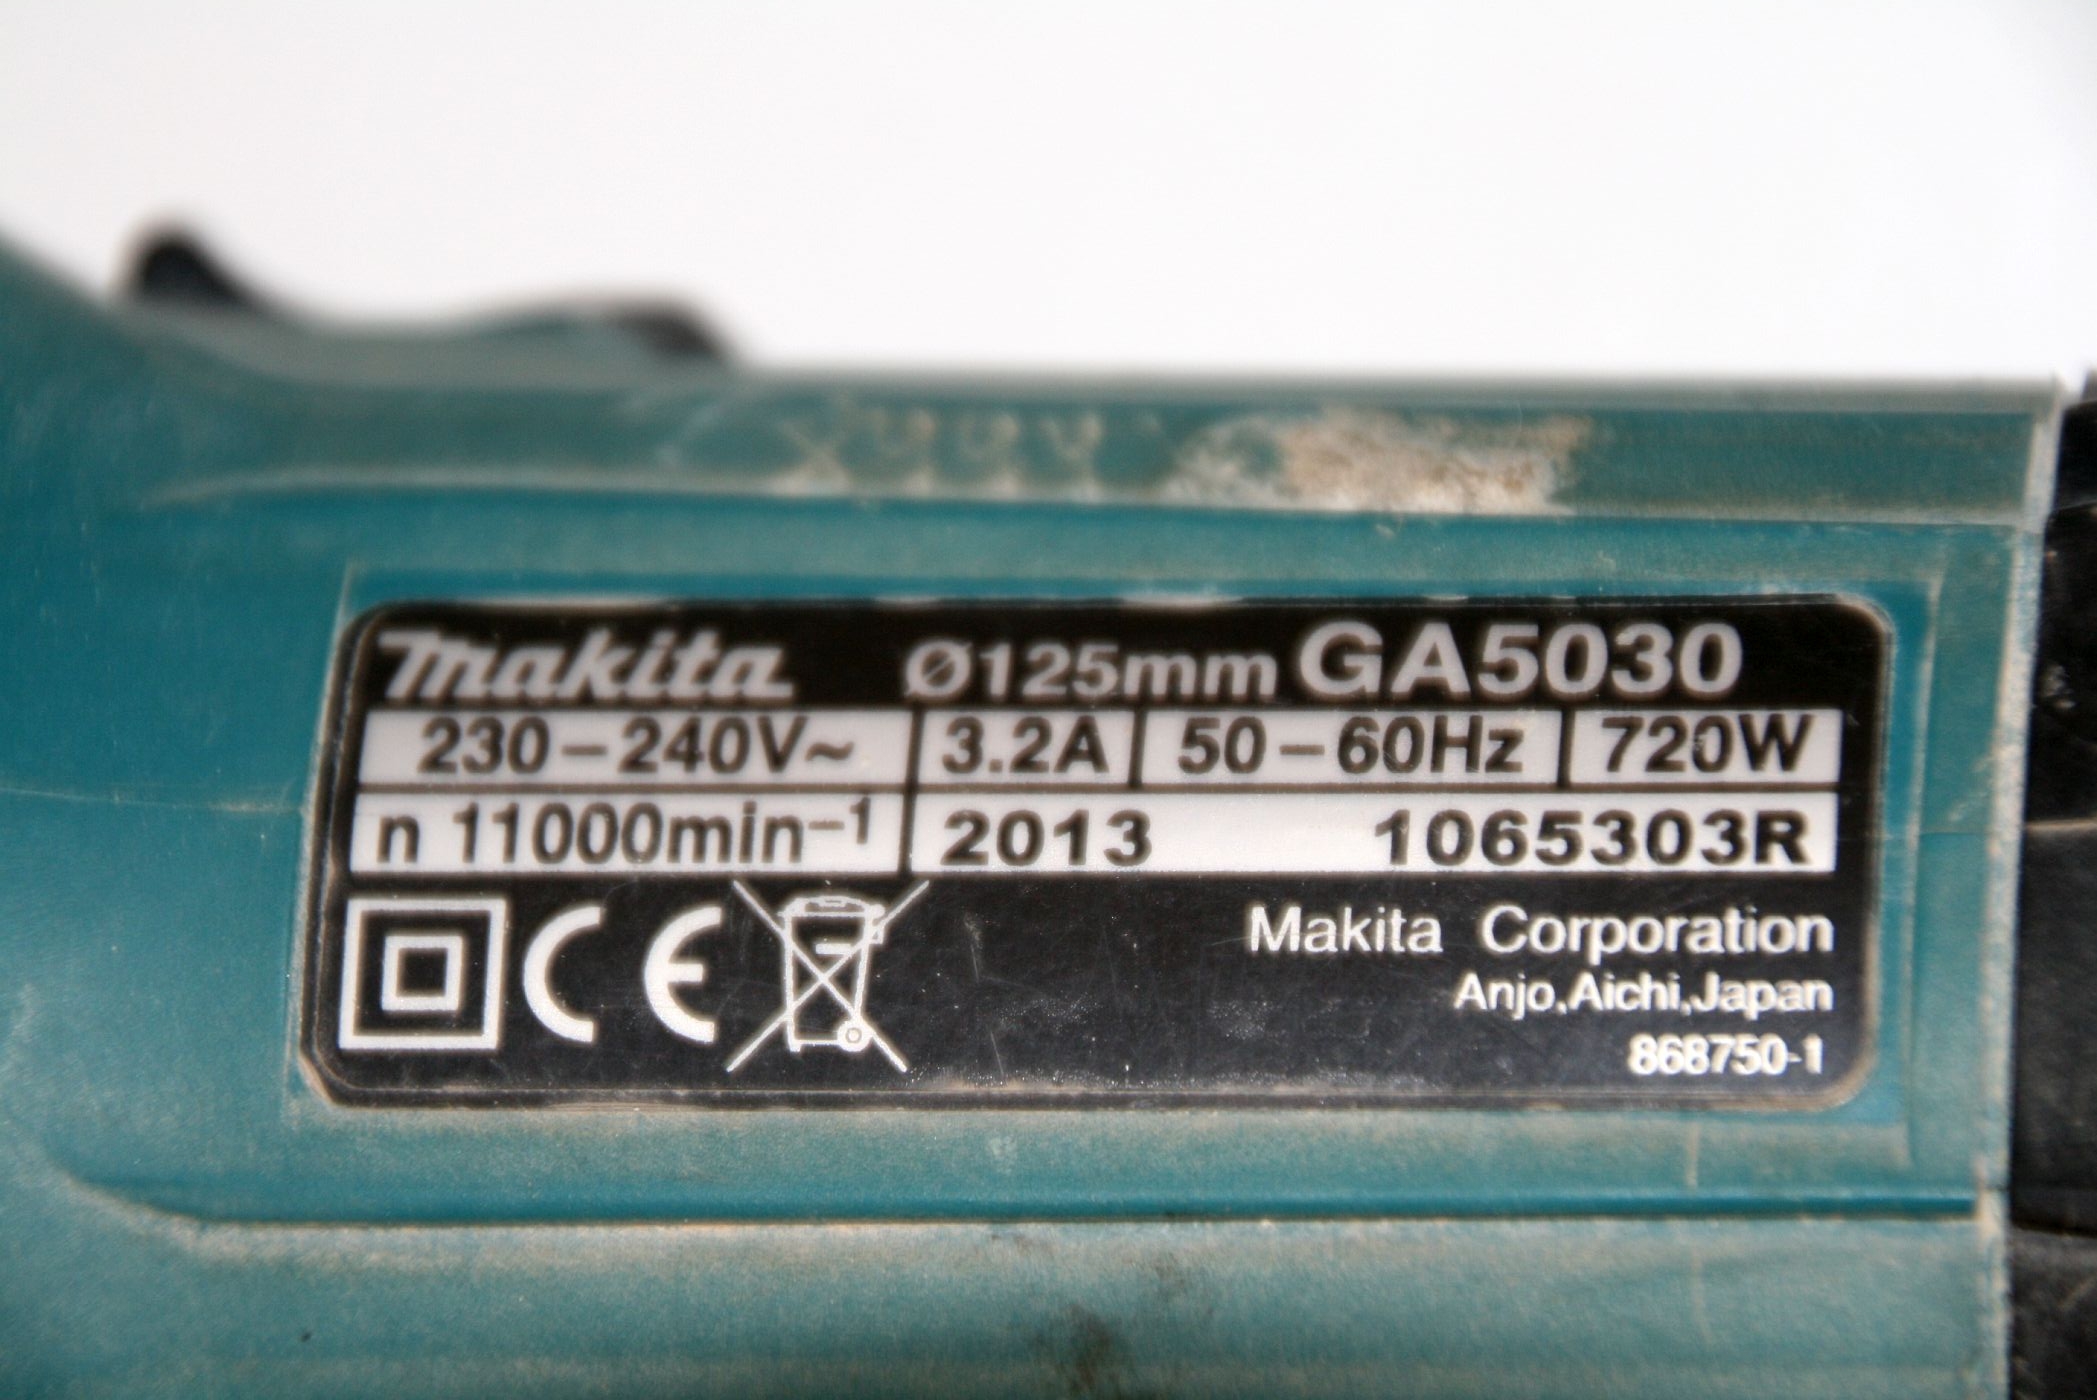 makita Ø125mm GA5030
230-240V~ 3.2A 50-60Hz 720W
n 11000min-1 2013 1065303R
CE Makita Corporation
Anjo,Aichi,Japan
868750-1